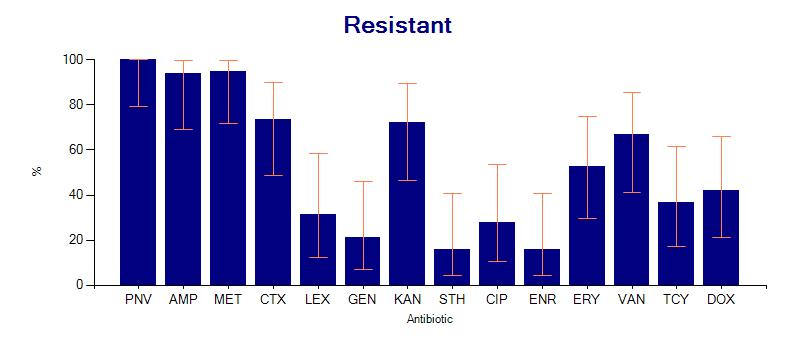 Resistant
100
80
60
40
20
0
%
PNV AMP MET CTX LEX GEN KAN STH CIP ENR ERY VAN TCY DOX
Antibiotic